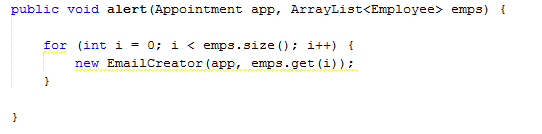 public void alert(Appointment app, ArrayList<Employee> emps) {
for (int i = 0; i < emps.size(); i++) {
new EmailCreator(app, emps.get(i));
}
}